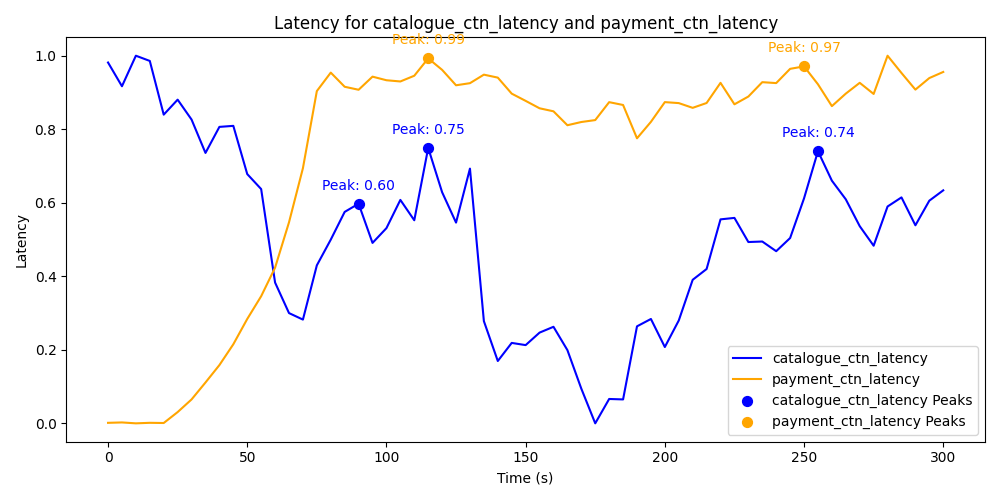 Latency for catalogue_ctn_latency and payment_ctn_latency
Peak: 0.99
Peak: 0.97
Peak: 0.75
Peak: 0.74
Peak: 0.60
1.0
0.8
0.6
0.4
0.2
0.0
Latency
0 50 100 150 200 250 300
Time (s)
catalogue_ctn_latency
payment_ctn_latency
catalogue_ctn_latency Peaks
payment_ctn_latency Peaks